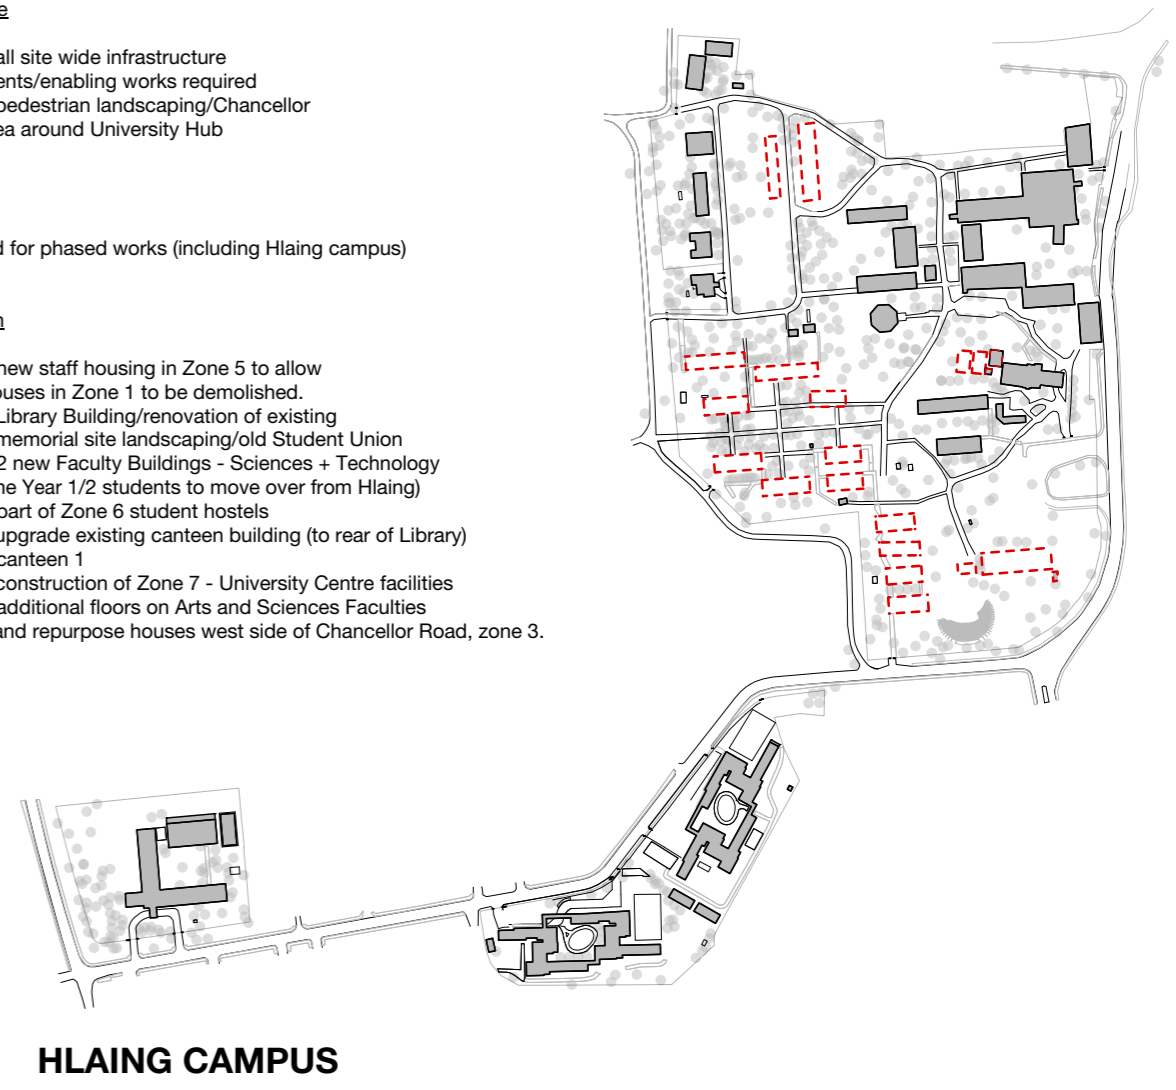 e
all site wide infrastructure
ents/enabling works required
pedestrian landscaping/Chancellor
ea around University Hub
d for phased works (including Hlaing campus)
n
new staff housing in Zone 5 to allow
ouses in Zone 1 to be demolished.
Library Building/renovation of existing
memorial site landscaping/old Student Union
2 new Faculty Buildings - Sciences + Technology
ne Year 1/2 students to move over from Hlaing)
part of Zone 6 student hostels
upgrade existing canteen building (to rear of Library)
canteen 1
construction of Zone 7 - University Centre facilities
additional floors on Arts and Sciences Faculties
and repurpose houses west side of Chancellor Road, zone 3.
HLAING CAMPUS